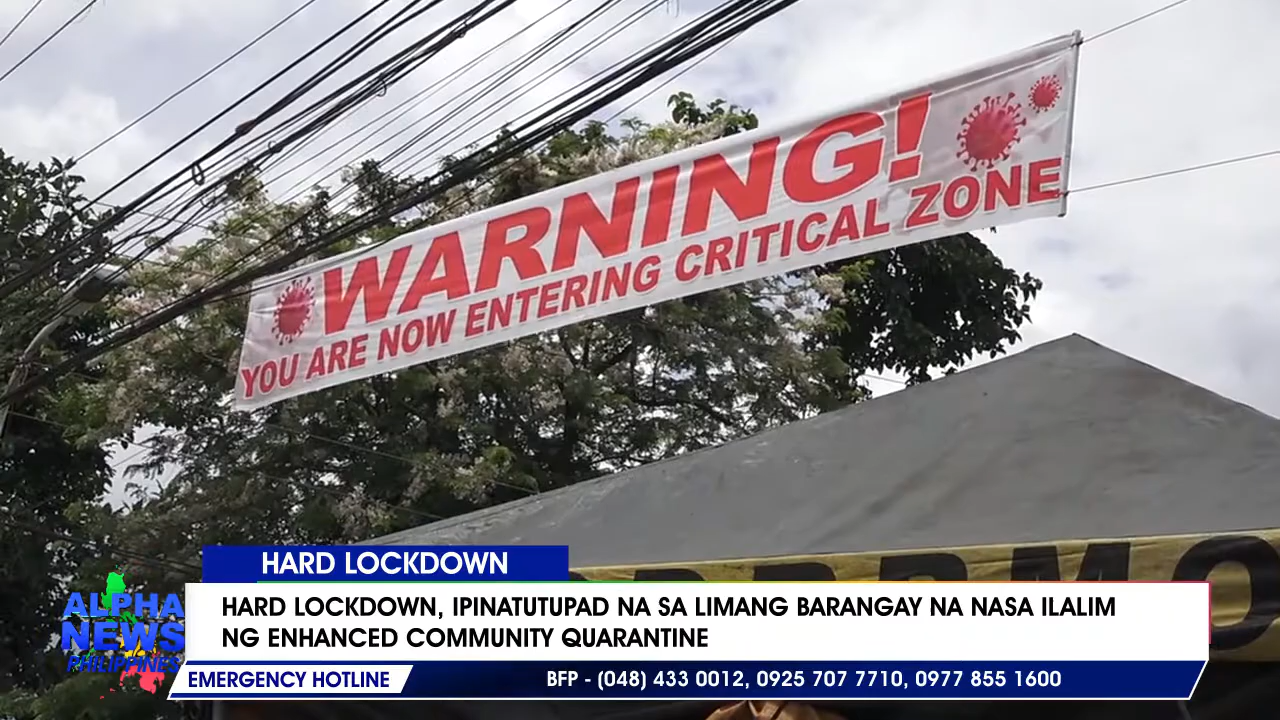 WARNING!
YOU ARE NOW ENTERING CRITICAL ZONE
HARD LOCKDOWN
HARD LOCKDOWN, IPINATUTUPAD NA SA LIMANG BARANGAY NA NASA ILALIM
NG ENHANCED COMMUNITY QUARANTINE
ALPHA
NEWS
PHILIPPINES
EMERGENCY HOTLINE
BFP - (048) 433 0012, 0925 707 7710, 0977 855 1600